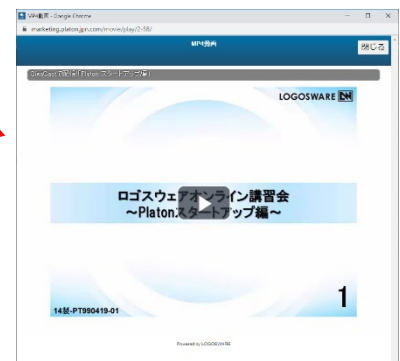 MP4動画 - Google Chrome
marketing.platon.jpn.com/movie/play/2-58/
MP4動画
閉じる
LOGOSWARE
ロゴスウェアオンライン講習会
～Platonスタートアップ編～
1
14版-PT990419-01
Powered by LOGOSWARE